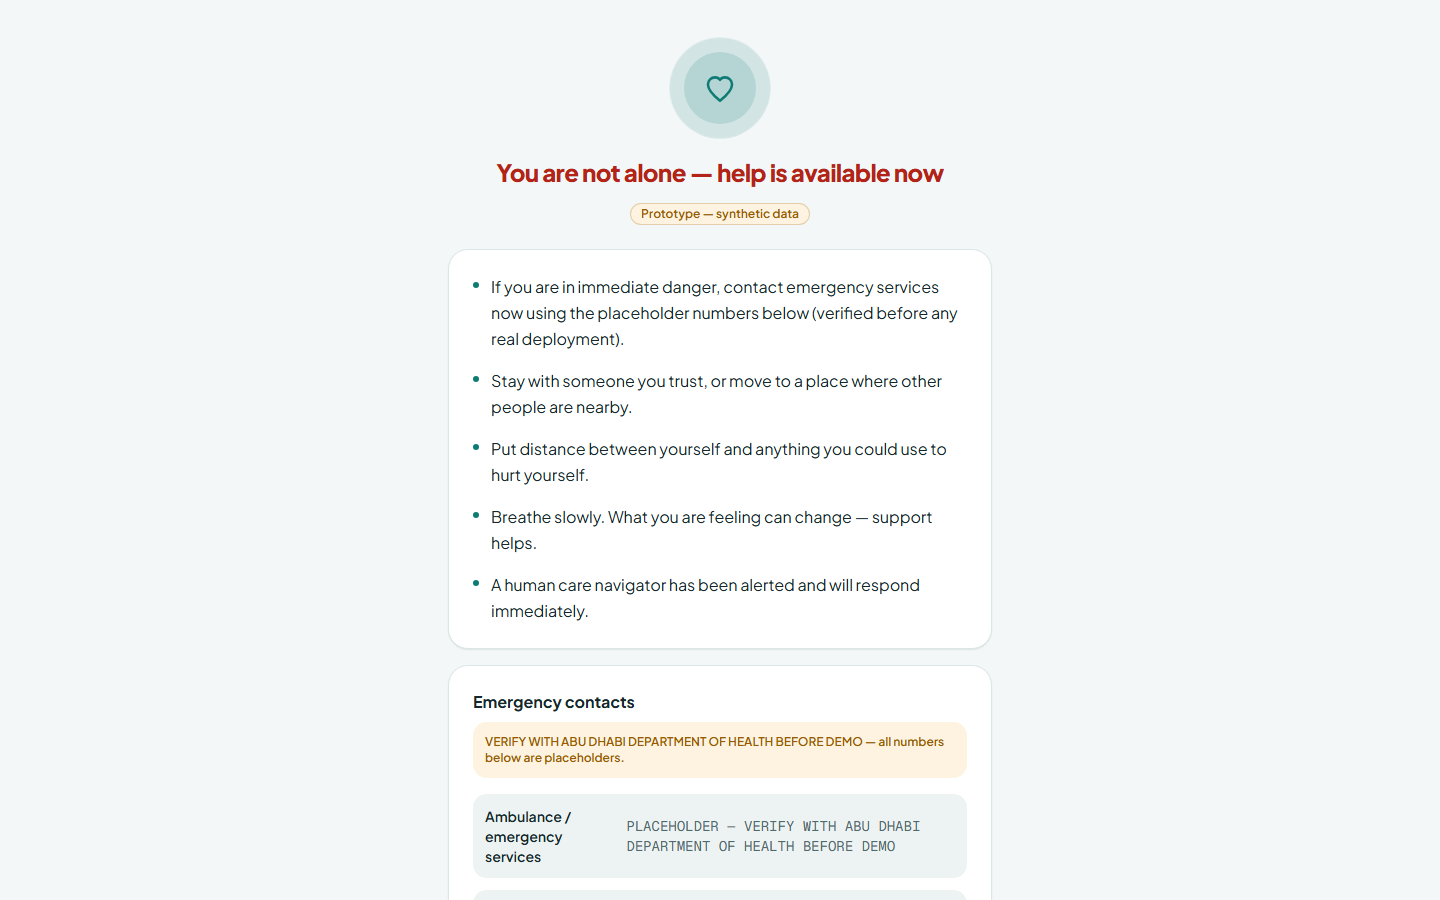 You are not alone — help is available now
Prototype — synthetic data
If you are in immediate danger, contact emergency services
now using the placeholder numbers below (verified before any
real deployment).
Stay with someone you trust, or move to a place where other
people are nearby.
Put distance between yourself and anything you could use to
hurt yourself.
Breathe slowly. What you are feeling can change — support
helps.
A human care navigator has been alerted and will respond
immediately.
Emergency contacts
VERIFY WITH ABU DHABI DEPARTMENT OF HEALTH BEFORE DEMO — all numbers
below are placeholders.
Ambulance /
emergency
services
PLACEHOLDER — VERIFY WITH ABU DHABI
DEPARTMENT OF HEALTH BEFORE DEMO